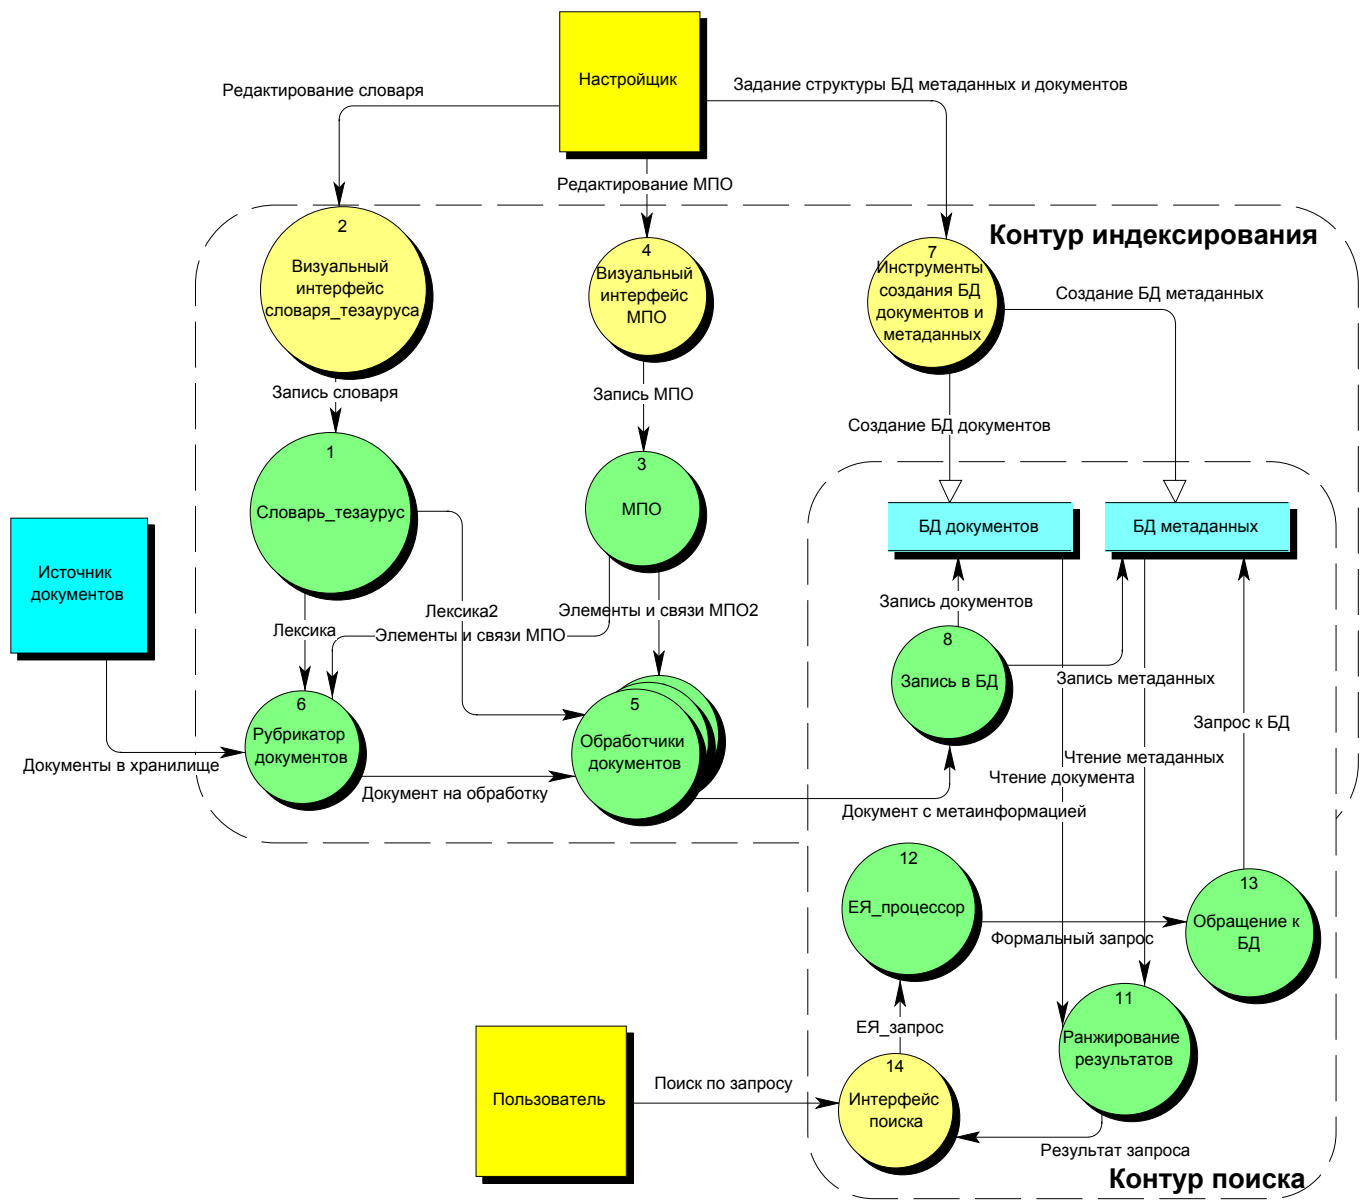 Настройщик
Редактирование словаря
Задание структуры БД метаданных и документов
Редактирование МПО
Контур индексирования
2
Визуальный
интерфейс
словаря_тезауруса
4
Визуальный
интерфейс
МПО
7
Инструменты
создания БД
документов и
метаданных
Создание БД метаданных
Запись словаря
Запись МПО
Создание БД документов
1
Словарь_тезаурус
3
МПО
БД документов
БД метаданных
Источник
документов
Лексика
Лексика2
Элементы и связи МПО
Элементы и связи МПО2
Запись документов
8
Запись в БД
Запись метаданных
6
Рубрикатор
документов
5
Обработчики
документов
Запрос к БД
Документы в хранилище
Чтение метаданных
Чтение документа
Документ на обработку
Документ с метаинформацией
12
ЕЯ_процессор
13
Обращение к
БД
Формальный запрос
11
Ранжирование
результатов
ЕЯ_запрос
14
Интерфейс
поиска
Пользователь
Поиск по запросу
Результат запроса
Контур поиска